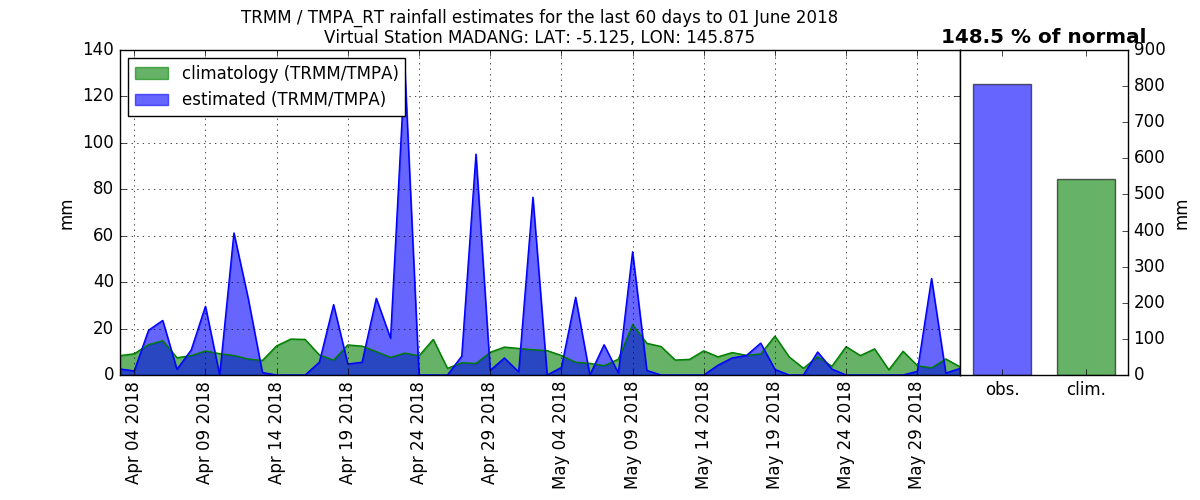 TRMM / TMPA_RT rainfall estimates for the last 60 days to 01 June 2018
Virtual Station MADANG: LAT: -5.125, LON: 145.875
148.5 % of normal
climatology (TRMM/TMPA)
estimated (TRMM/TMPA)
140
120
100
80
60
40
20
0
mm
Apr 04 2018
Apr 09 2018
Apr 14 2018
Apr 19 2018
Apr 24 2018
Apr 29 2018
May 04 2018
May 09 2018
May 14 2018
May 19 2018
May 24 2018
May 29 2018
obs.
clim.
900
800
700
600
500
400
300
200
100
0
mm